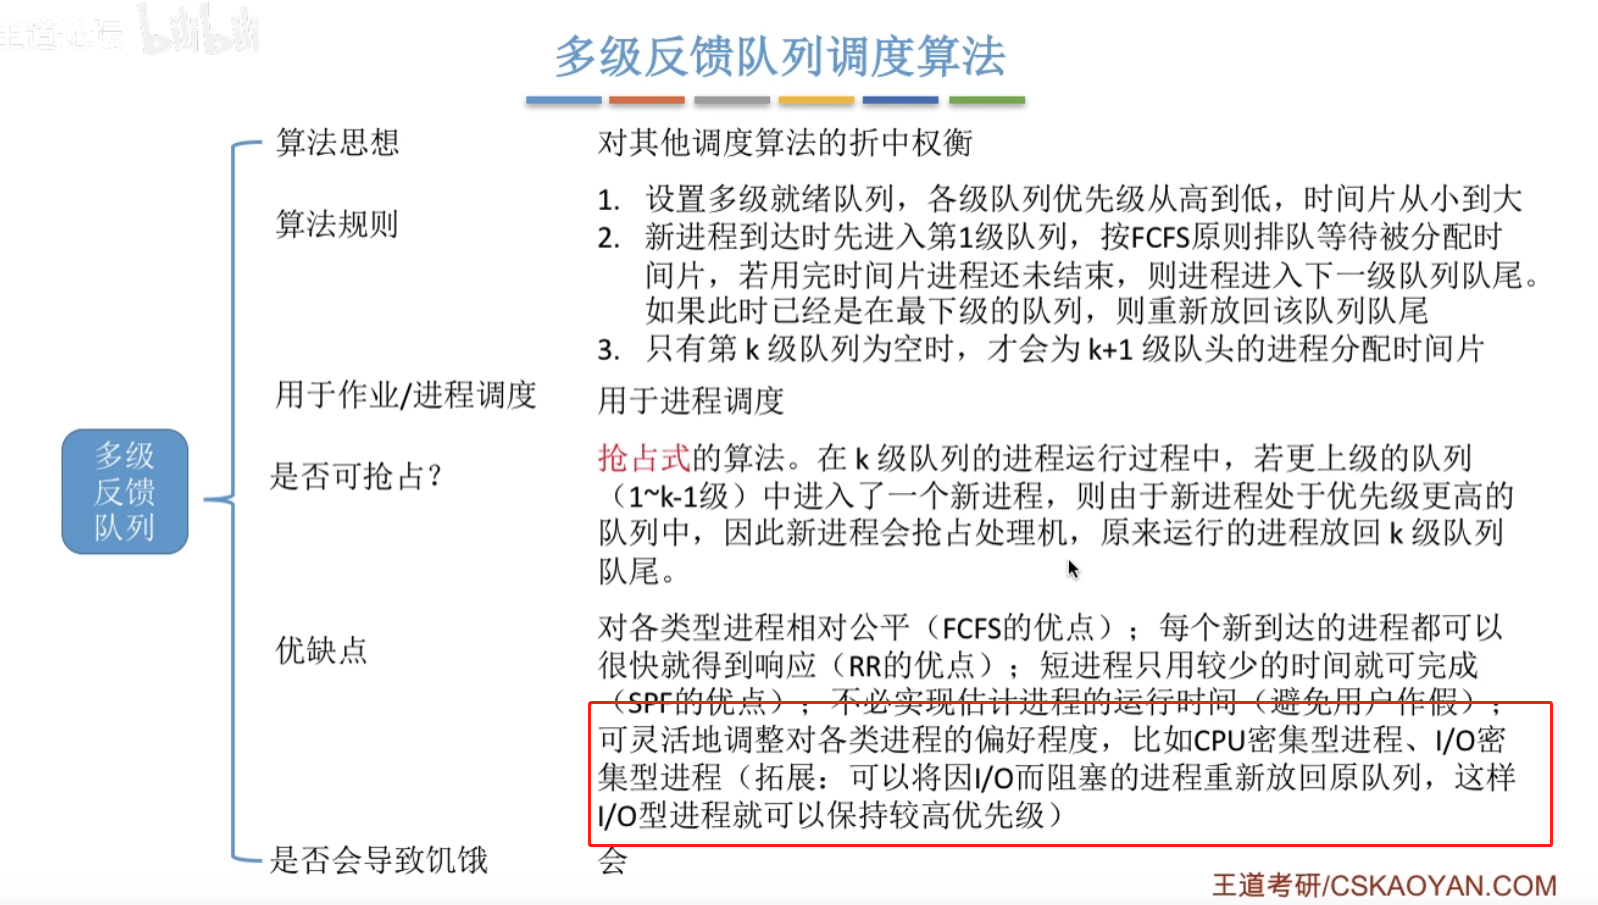 王道论坛 bilibili
多级反馈队列调度算法
算法思想
对其他调度算法的折中权衡
算法规则
1. 设置多级就绪队列，各级队列优先级从高到低，时间片从小到大
2. 新进程到达时先进入第1级队列，按FCFS原则排队等待被分配时
间片，若用完时间片进程还未结束，则进程进入下一级队列队尾。
如果此时已经是在最下级的队列，则重新放回该队列队尾
3. 只有第 k 级队列为空时，才会为 k+1 级队头的进程分配时间片
用于作业/进程调度
用于进程调度
多级
反馈
队列
是否可抢占？
抢占式的算法。在 k 级队列的进程运行过程中，若更上级的队列
（1~k-1级）中进入了一个新进程，则由于新进程处于优先级更高的
队列中，因此新进程会抢占处理机，原来运行的进程放回 k 级队列
队尾。
优缺点
对各类型进程相对公平（FCFS的优点）；每个新到达的进程都可以
很快就得到响应（RR的优点）；短进程只用较少的时间就可完成
（SPF的优点）；不必实现估计进程的运行时间（避免用户作假）；
可灵活地调整对各类进程的偏好程度，比如CPU密集型进程、I/O密
集型进程（拓展：可以将因I/O而阻塞的进程重新放回原队列，这样
I/O型进程就可以保持较高优先级）
是否会导致饥饿
会
王道考研/CSKAOYAN.COM